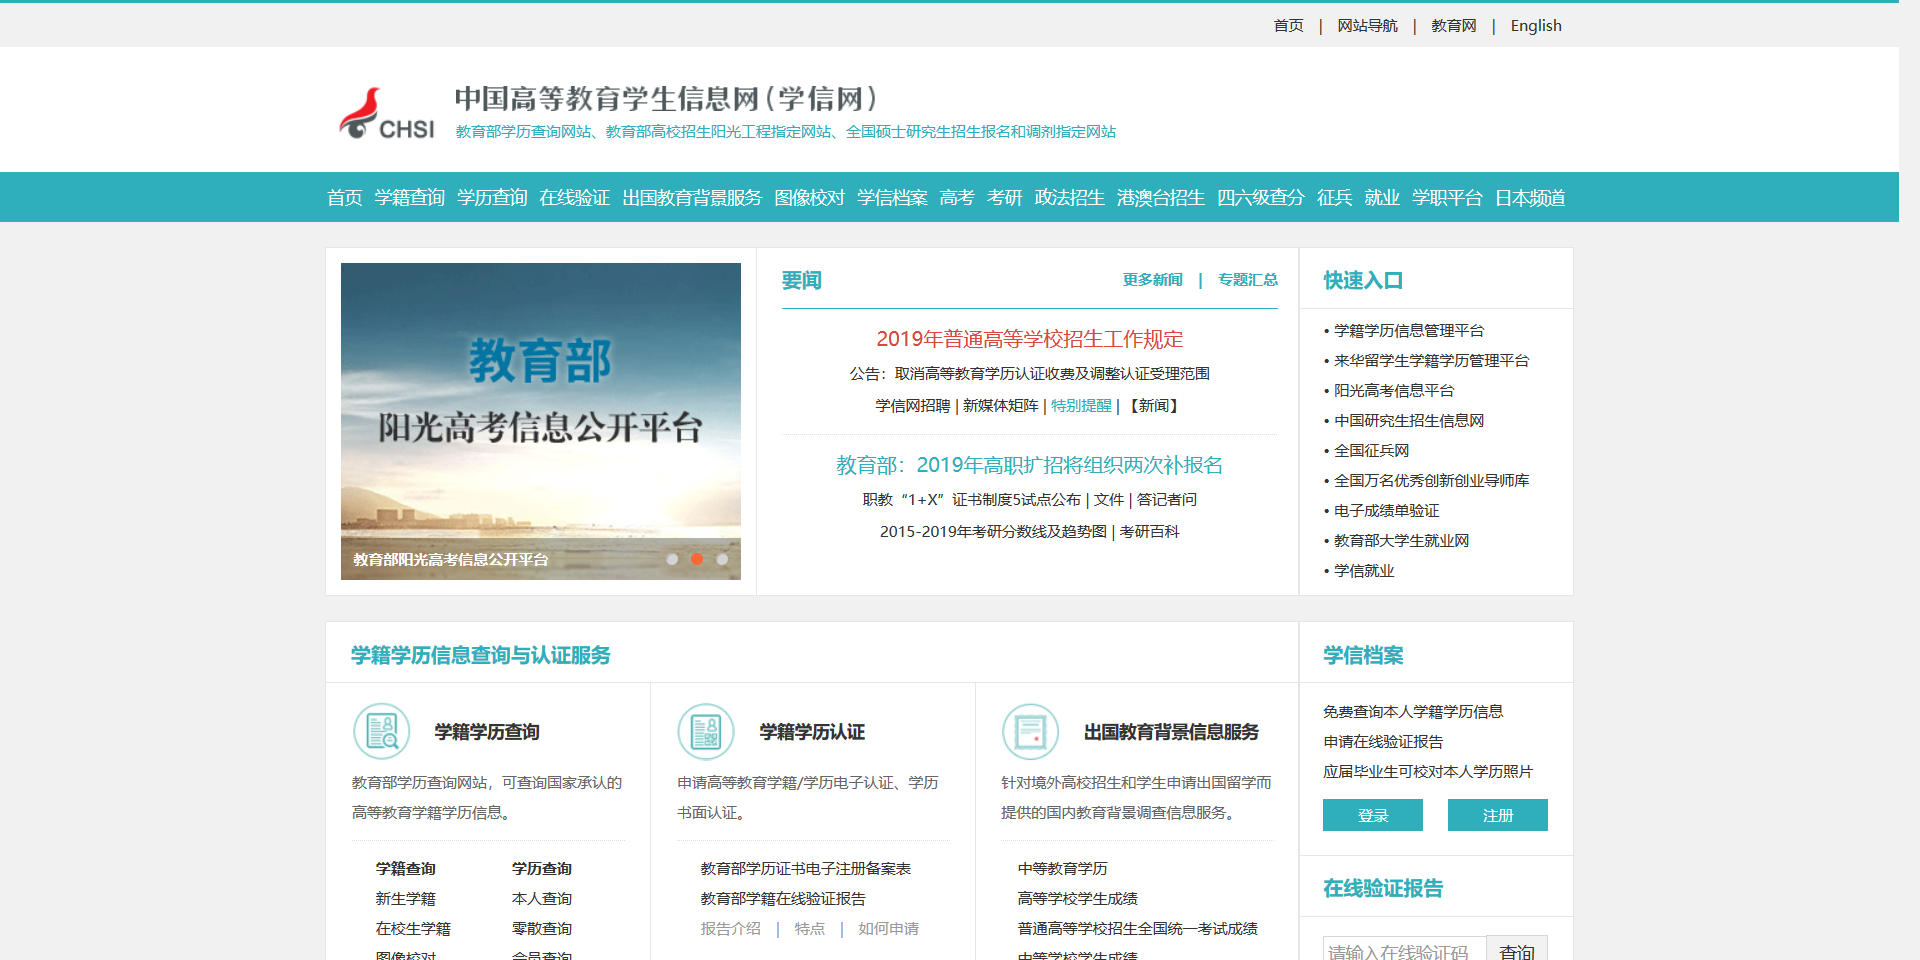 首页 | 网站导航 | 教育网 | English
中国高等教育学生信息网(学信网)
CHSI
教育部学历查询网站、教育部高校招生阳光工程指定网站、全国硕士研究生招生报名和调剂指定网站
首页 学籍查询 学历查询 在线验证 出国教育背景服务 图像校对 学信档案 高考 考研 政法招生 港澳台招生 四六级查分 征兵 就业 学职平台 日本频道
教育部
阳光高考信息公开平台
教育部阳光高考信息公开平台
要闻 更多新闻 | 专题汇总
2019年普通高等学校招生工作规定
公告：取消高等教育学历认证收费及调整认证受理范围
学信网招聘 | 新媒体矩阵 | 特别提醒 | 【新闻】
教育部：2019年高职扩招将组织两次补报名
职教“1+X”证书制度5试点公布 | 文件 | 答记者问
2015-2019年考研分数线及趋势图 | 考研百科
快速入口
• 学籍学历信息管理平台
• 来华留学生学籍学历管理平台
• 阳光高考信息平台
• 中国研究生招生信息网
• 全国征兵网
• 全国万名优秀创新创业导师库
• 电子成绩单验证
• 教育部大学生就业网
• 学信就业
学籍学历信息查询与认证服务
学籍学历查询
教育部学历查询网站，可查询国家承认的
高等教育学籍学历信息。
学籍查询 学历查询
新生学籍 本人查询
在校生学籍 零散查询
图像校对 会员查询
学籍学历认证
申请高等教育学籍/学历电子认证、学历
书面认证。
教育部学历证书电子注册备案表
教育部学籍在线验证报告
报告介绍 | 特点 | 如何申请
出国教育背景信息服务
针对境外高校招生和学生申请出国留学而
提供的国内教育背景调查信息服务。
中等教育学历
高等学校学生成绩
普通高等学校招生全国统一考试成绩
中等学校学生成绩
学信档案
免费查询本人学籍学历信息
申请在线验证报告
应届毕业生可校对本人学历照片
登录 注册
在线验证报告
请输入在线验证码 查询